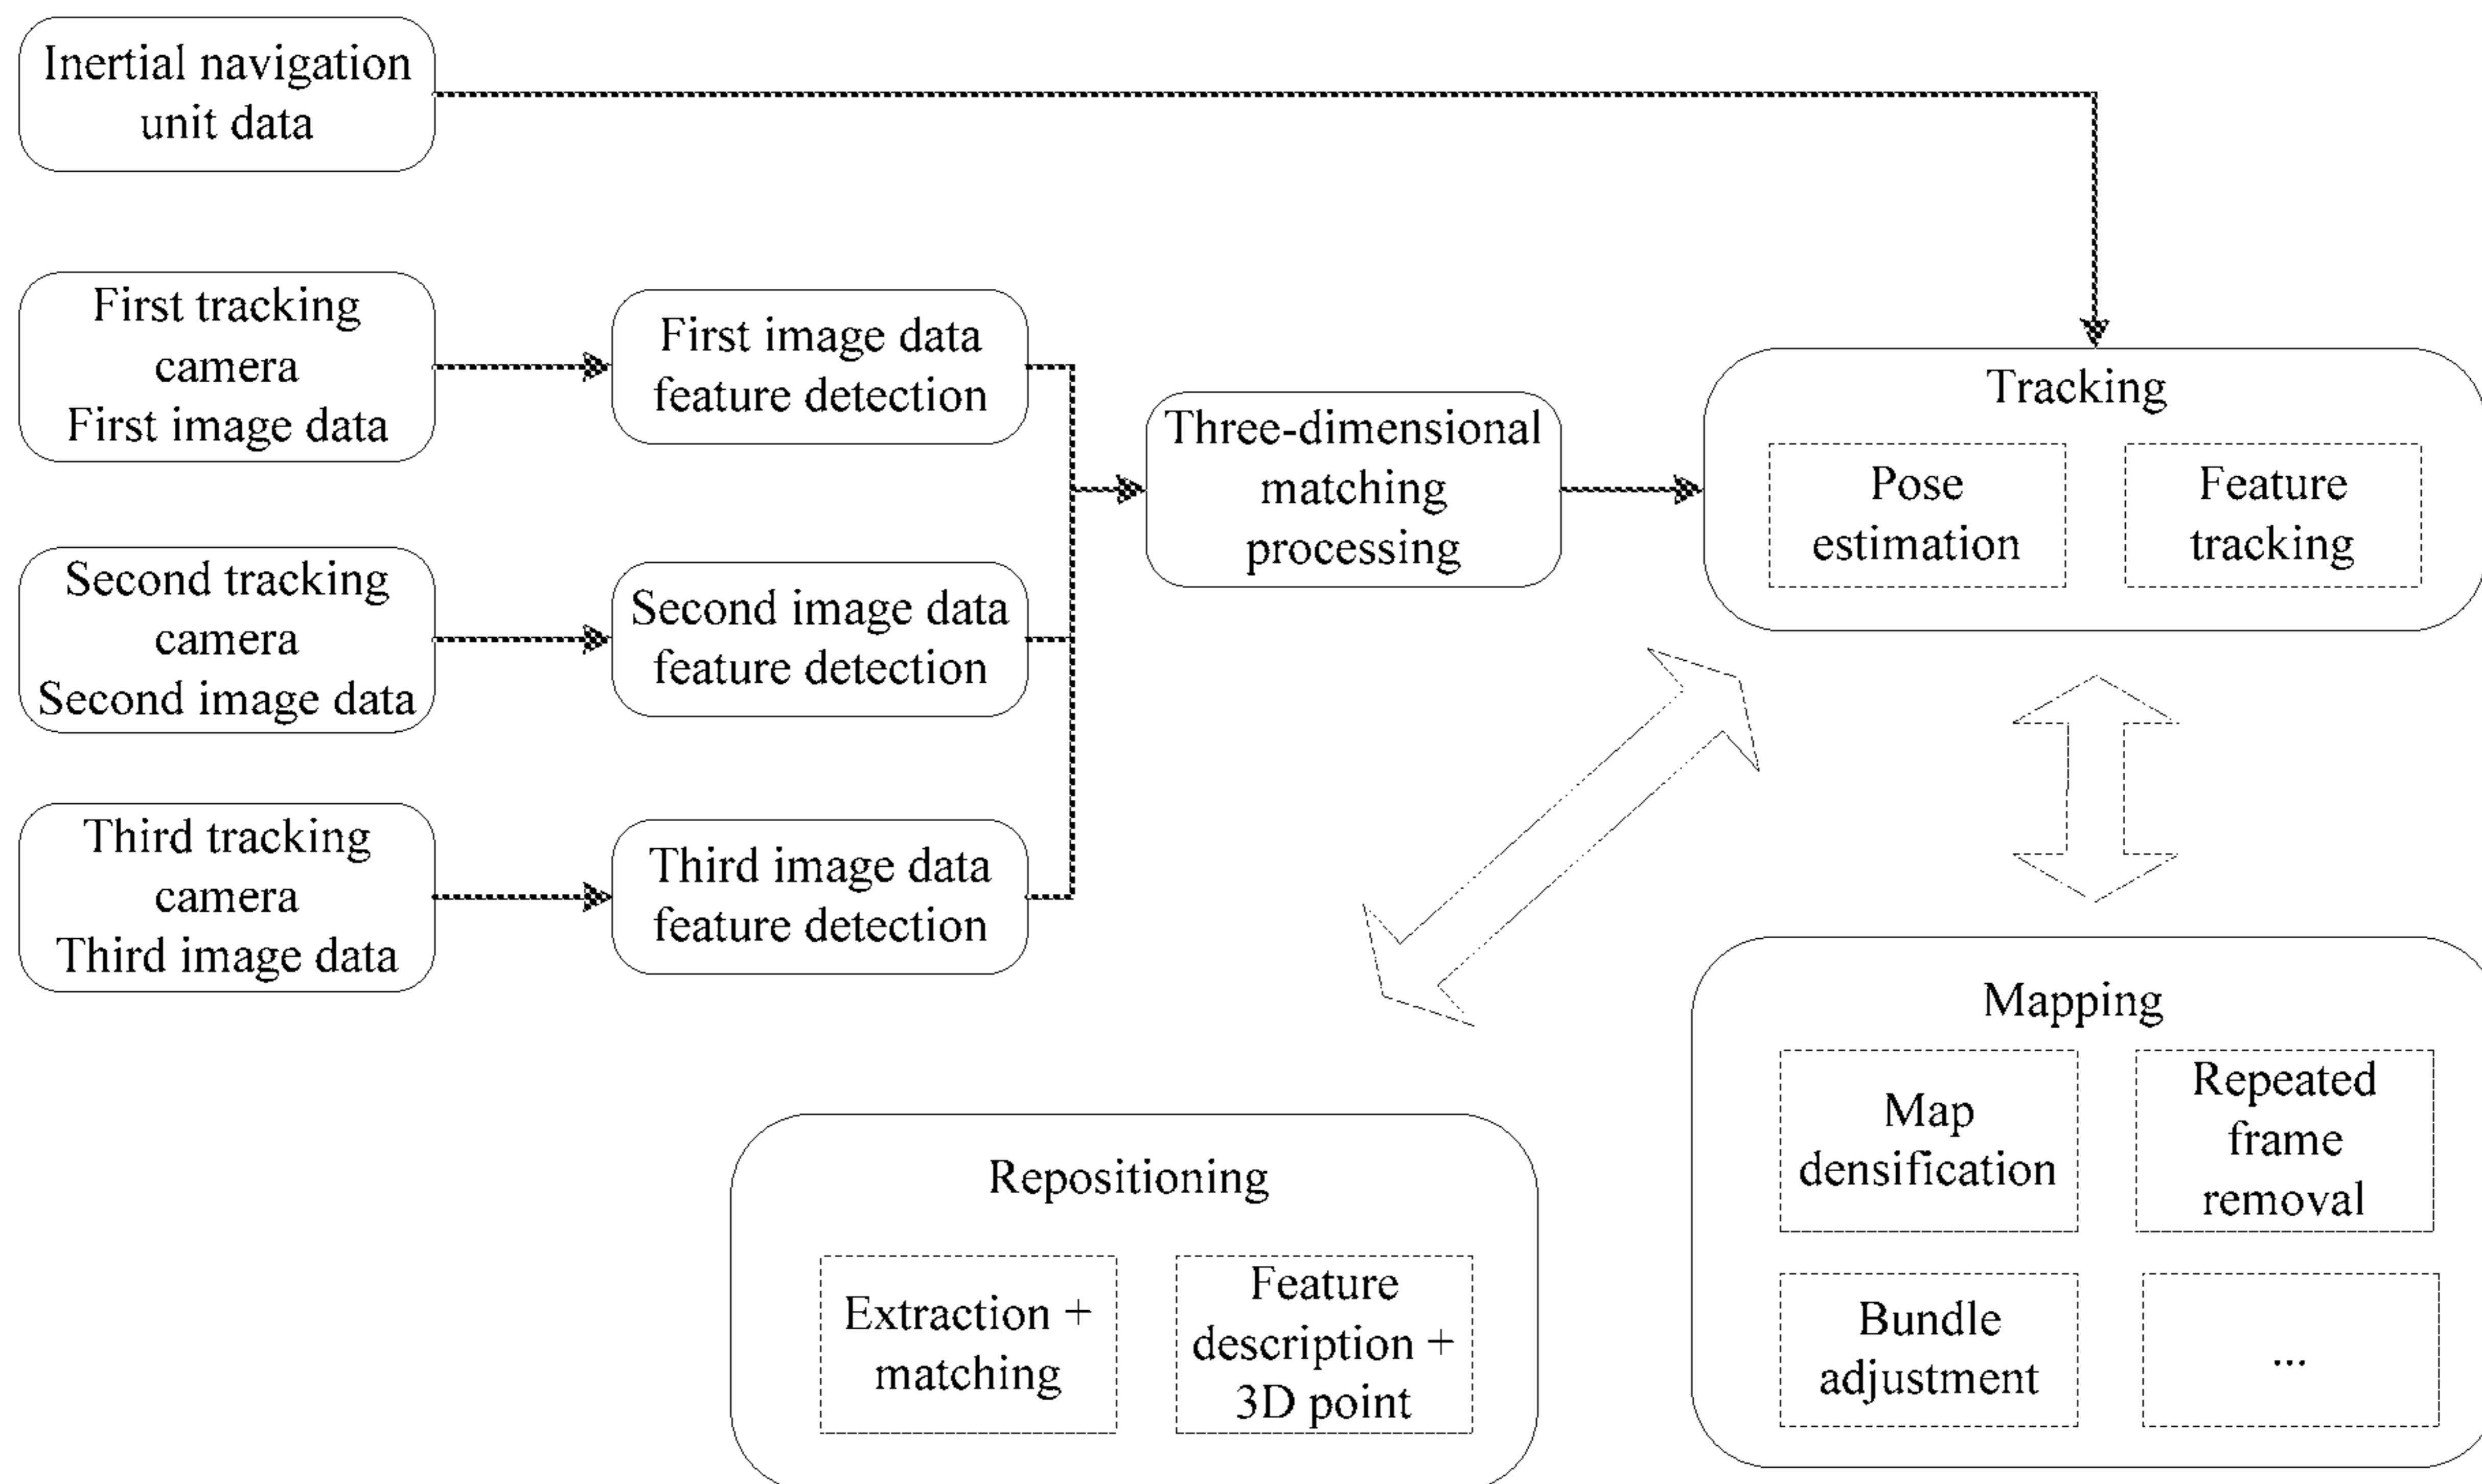 Inertial navigation
unit data
First tracking
camera
First image data
First image data
feature detection
Second tracking
camera
Second image data
Second image data
feature detection
Third tracking
camera
Third image data
Third image data
feature detection
Three-dimensional
matching
processing
Tracking
Pose
estimation
Feature
tracking
Repositioning
Extraction +
matching
Feature
description +
3D point
Mapping
Map
densification
Repeated
frame
removal
Bundle
adjustment
...